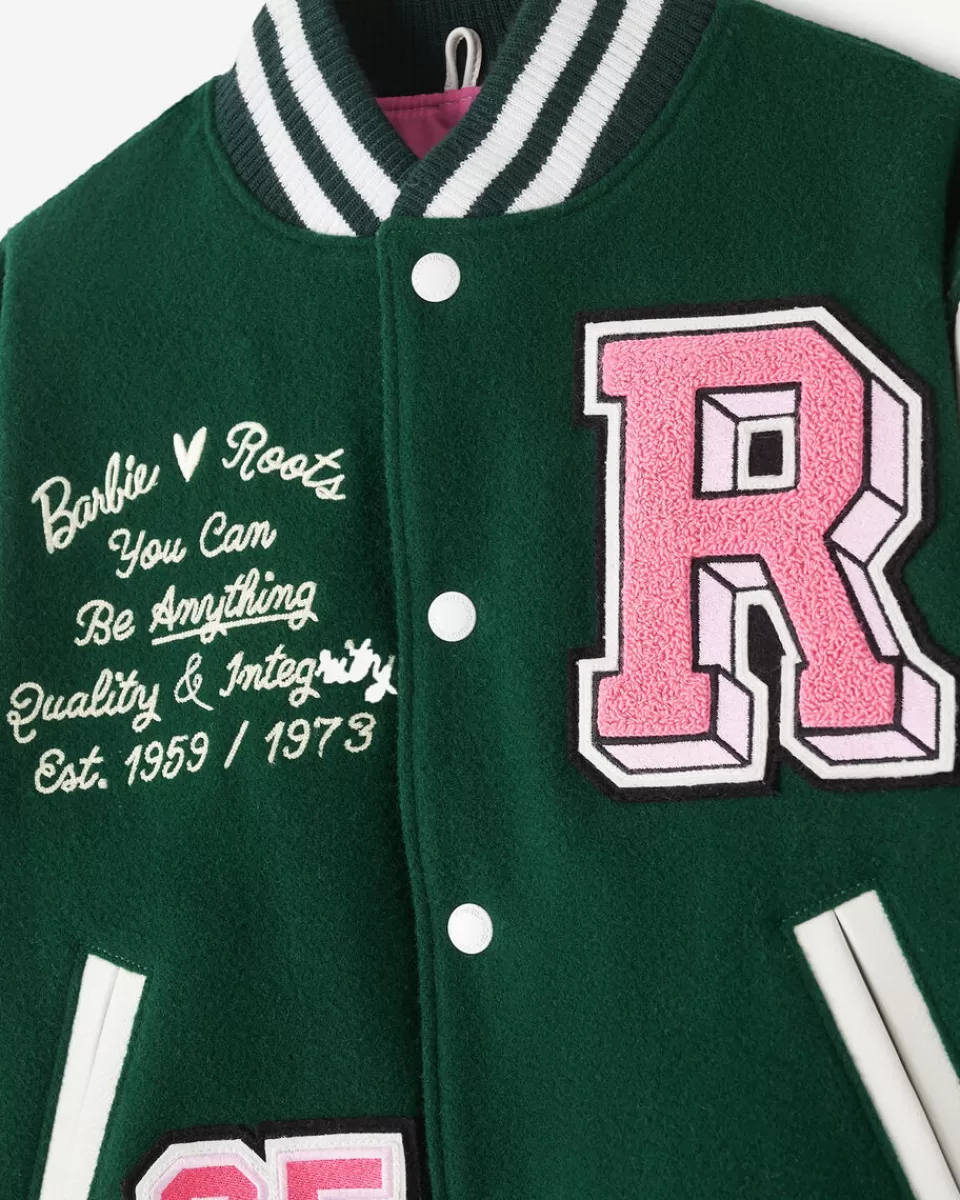 Barbie ♥ Roots
You Can
Be Anything
Quality & Integrity
Est. 1959 / 1973
R